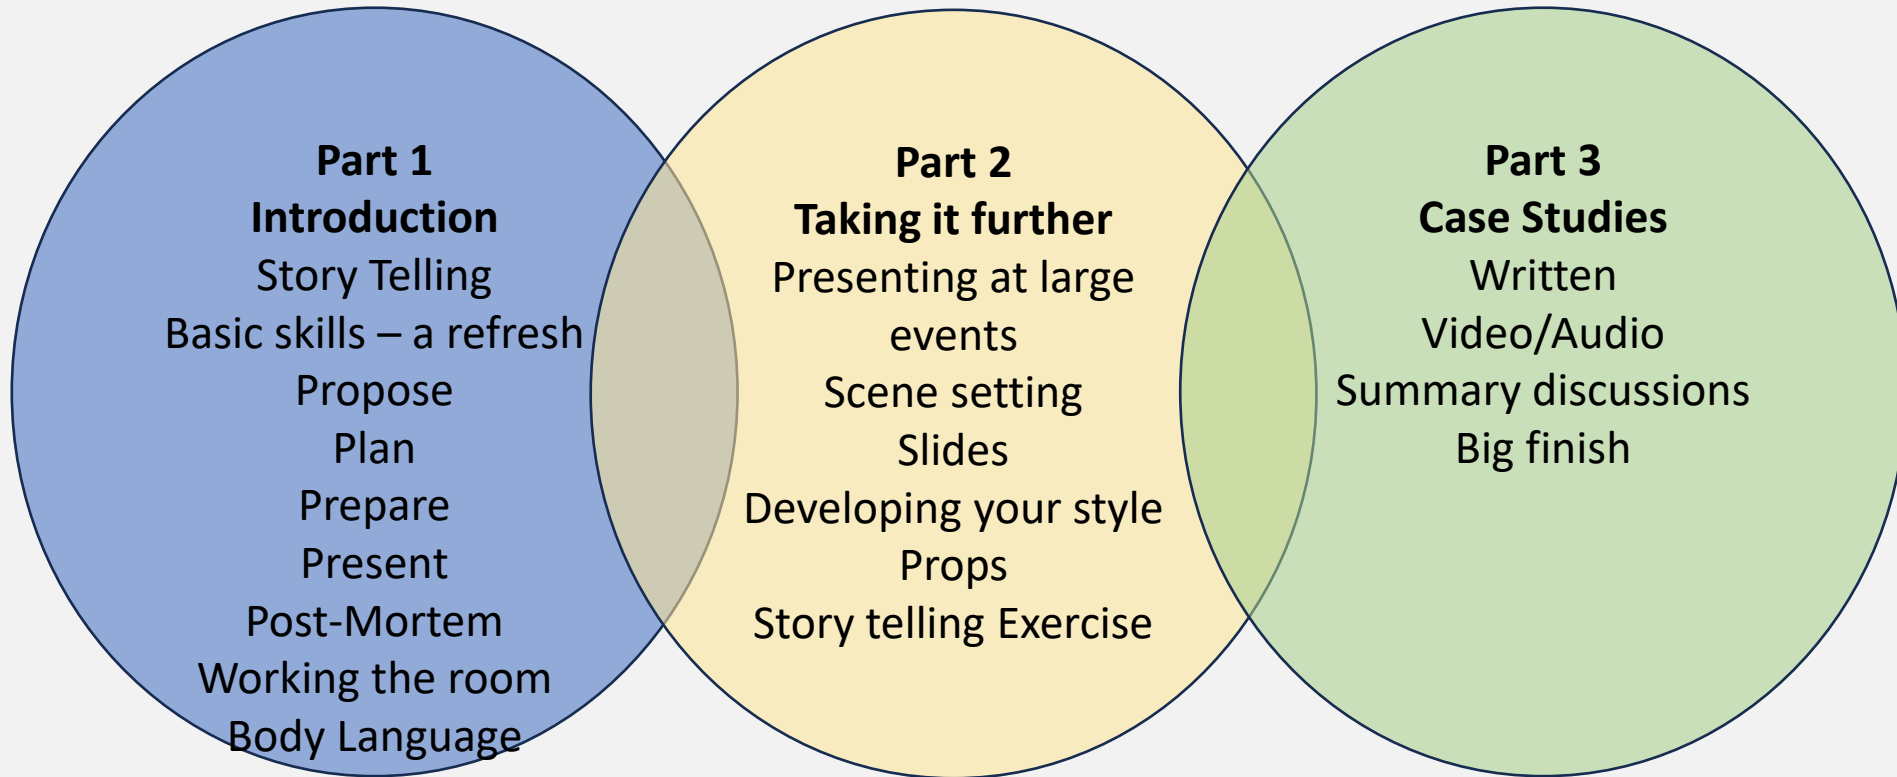 Part 1
Introduction
Story Telling
Basic skills – a refresh
Propose
Plan
Prepare
Present
Post-Mortem
Working the room
Body Language
Part 2
Taking it further
Presenting at large
events
Scene setting
Slides
Developing your style
Props
Story telling Exercise
Part 3
Case Studies
Written
Video/Audio
Summary discussions
Big finish